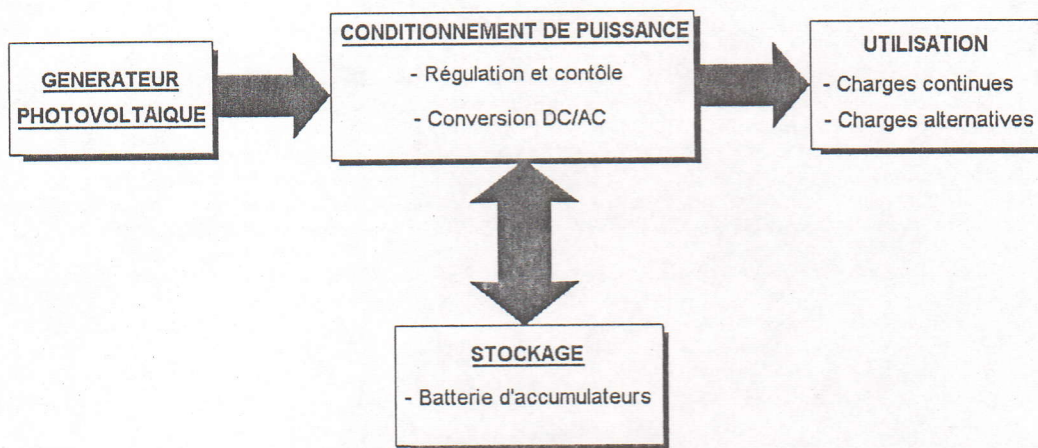 GENERATEUR
PHOTOVOLTAIQUE
CONDITIONNEMENT DE PUISSANCE
- Régulation et contôle
- Conversion DC/AC
UTILISATION
- Charges continues
- Charges alternatives
STOCKAGE
- Batterie d'accumulateurs